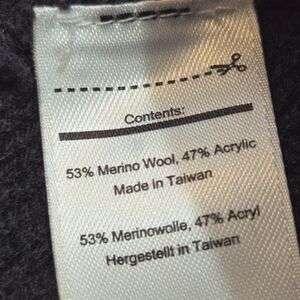 Contents:
53% Merino Wool, 47% Acrylic
Made in Taiwan
53% Merinowolle, 47% Acryl
Hergestellt in Taiwan